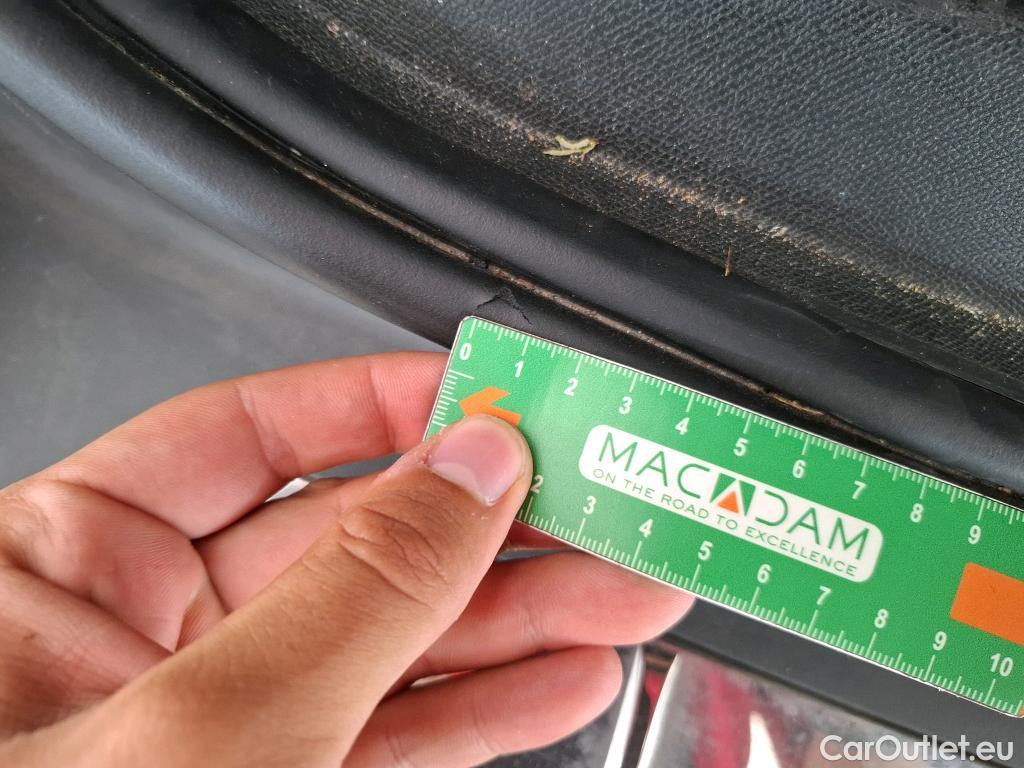 0 1 2 3 4 5 6 7 8 9
MACADAM
ON THE ROAD TO EXCELLENCE
2 3 4 5 6 7 8 9 10
CarOutlet.eu